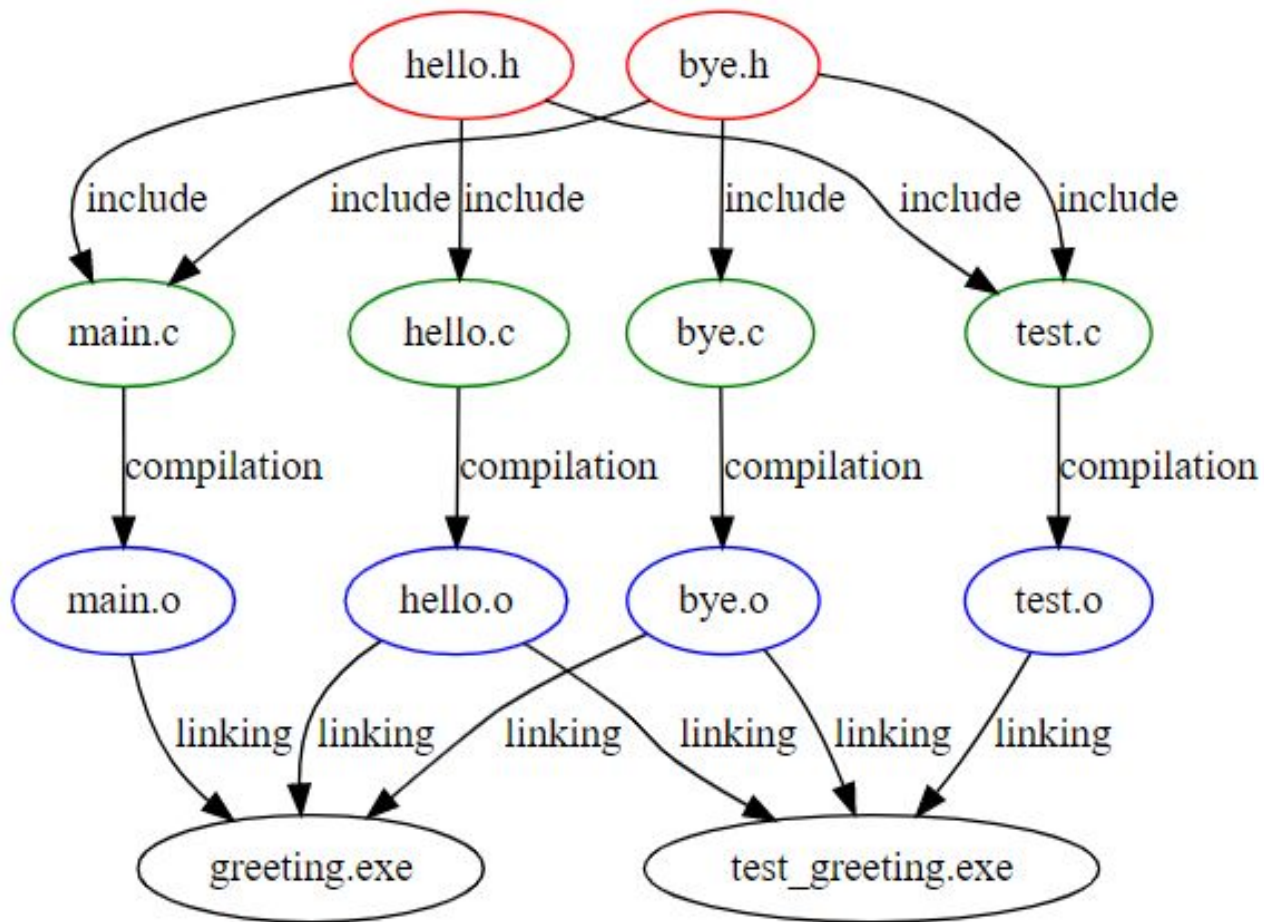 hello.h
bye.h
include
include
include
include
include
include
main.c
hello.c
bye.c
test.c
compilation
compilation
compilation
compilation
main.o
hello.o
bye.o
test.o
linking
linking
linking
linking
linking
linking
greeting.exe
test_greeting.exe